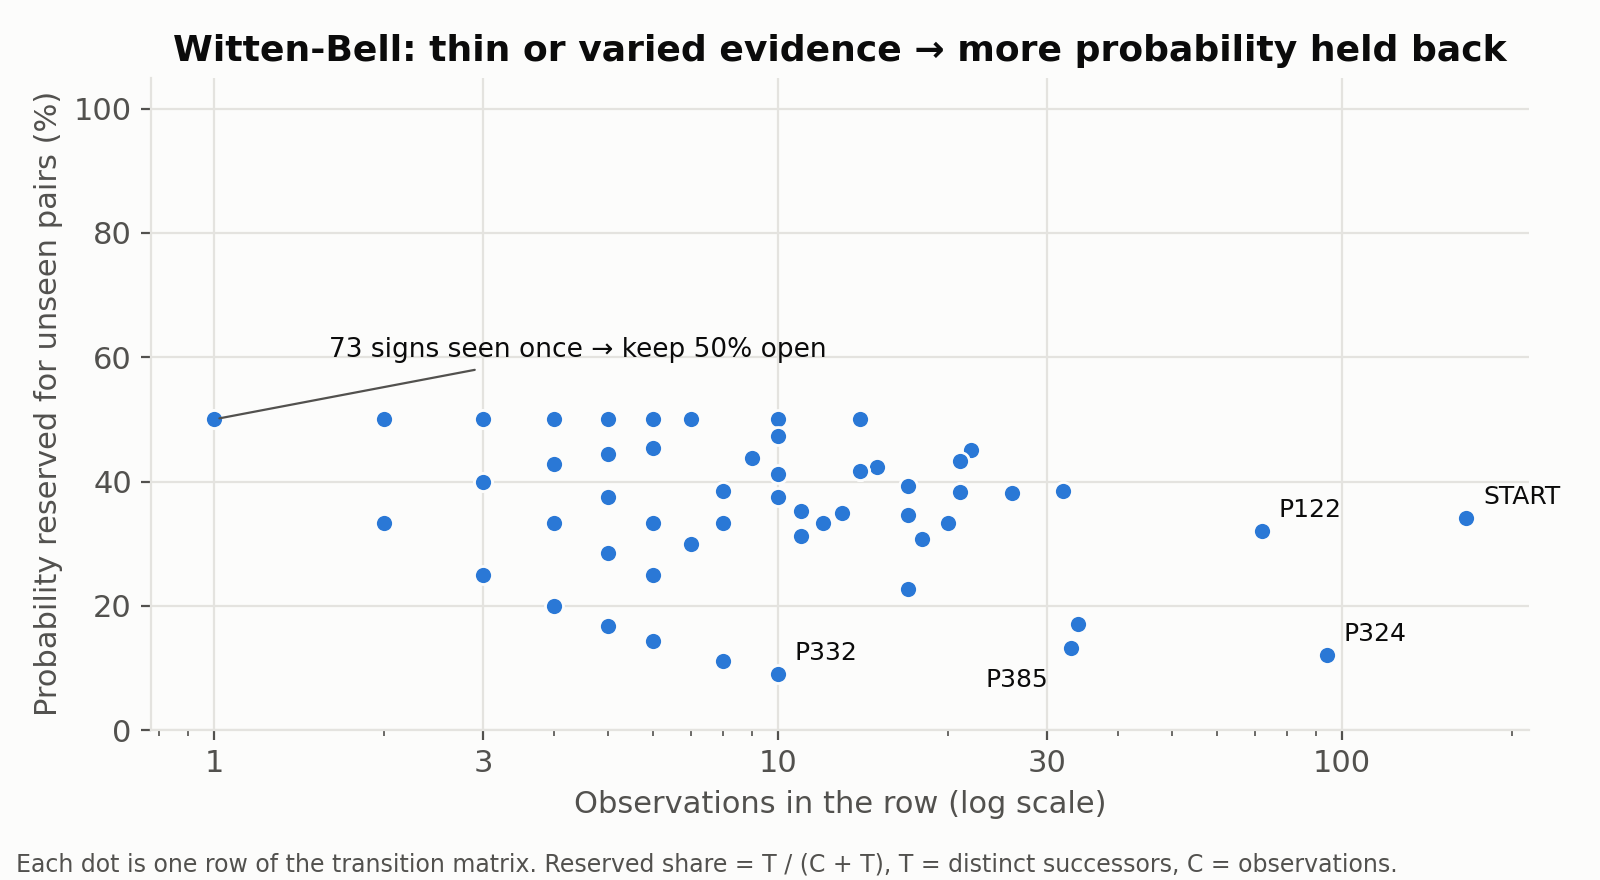 Witten-Bell: thin or varied evidence → more probability held back
Probability reserved for unseen pairs (%)
100
80
60
40
20
0
73 signs seen once → keep 50% open
START
P122
P324
P332
P385
1
3
10
30
100
Observations in the row (log scale)
Each dot is one row of the transition matrix. Reserved share = T / (C + T), T = distinct successors, C = observations.